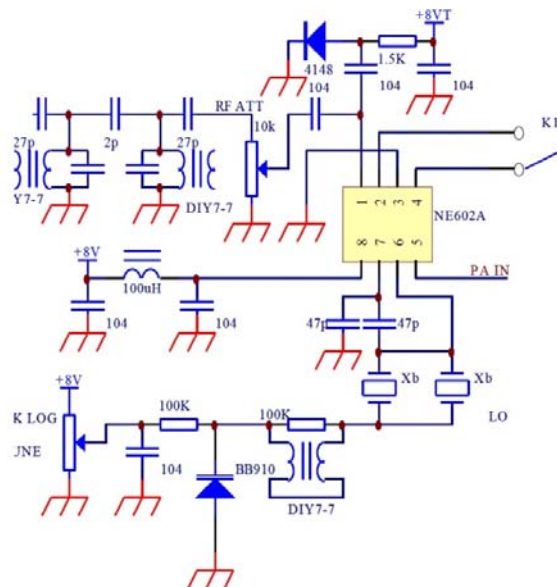 +8VT
4148
1.5K
104
104
104
RF ATT
10k
K1
27p
2p
27p
Y7-7
DIY7-7
1 2 3 4
NE602A
8 7 6 5
+8V
100uH
PA IN
104
104
47p
47p
Xb
Xb
LO
+8V
K LOG
JNE
100K
100K
104
BB910
DIY7-7